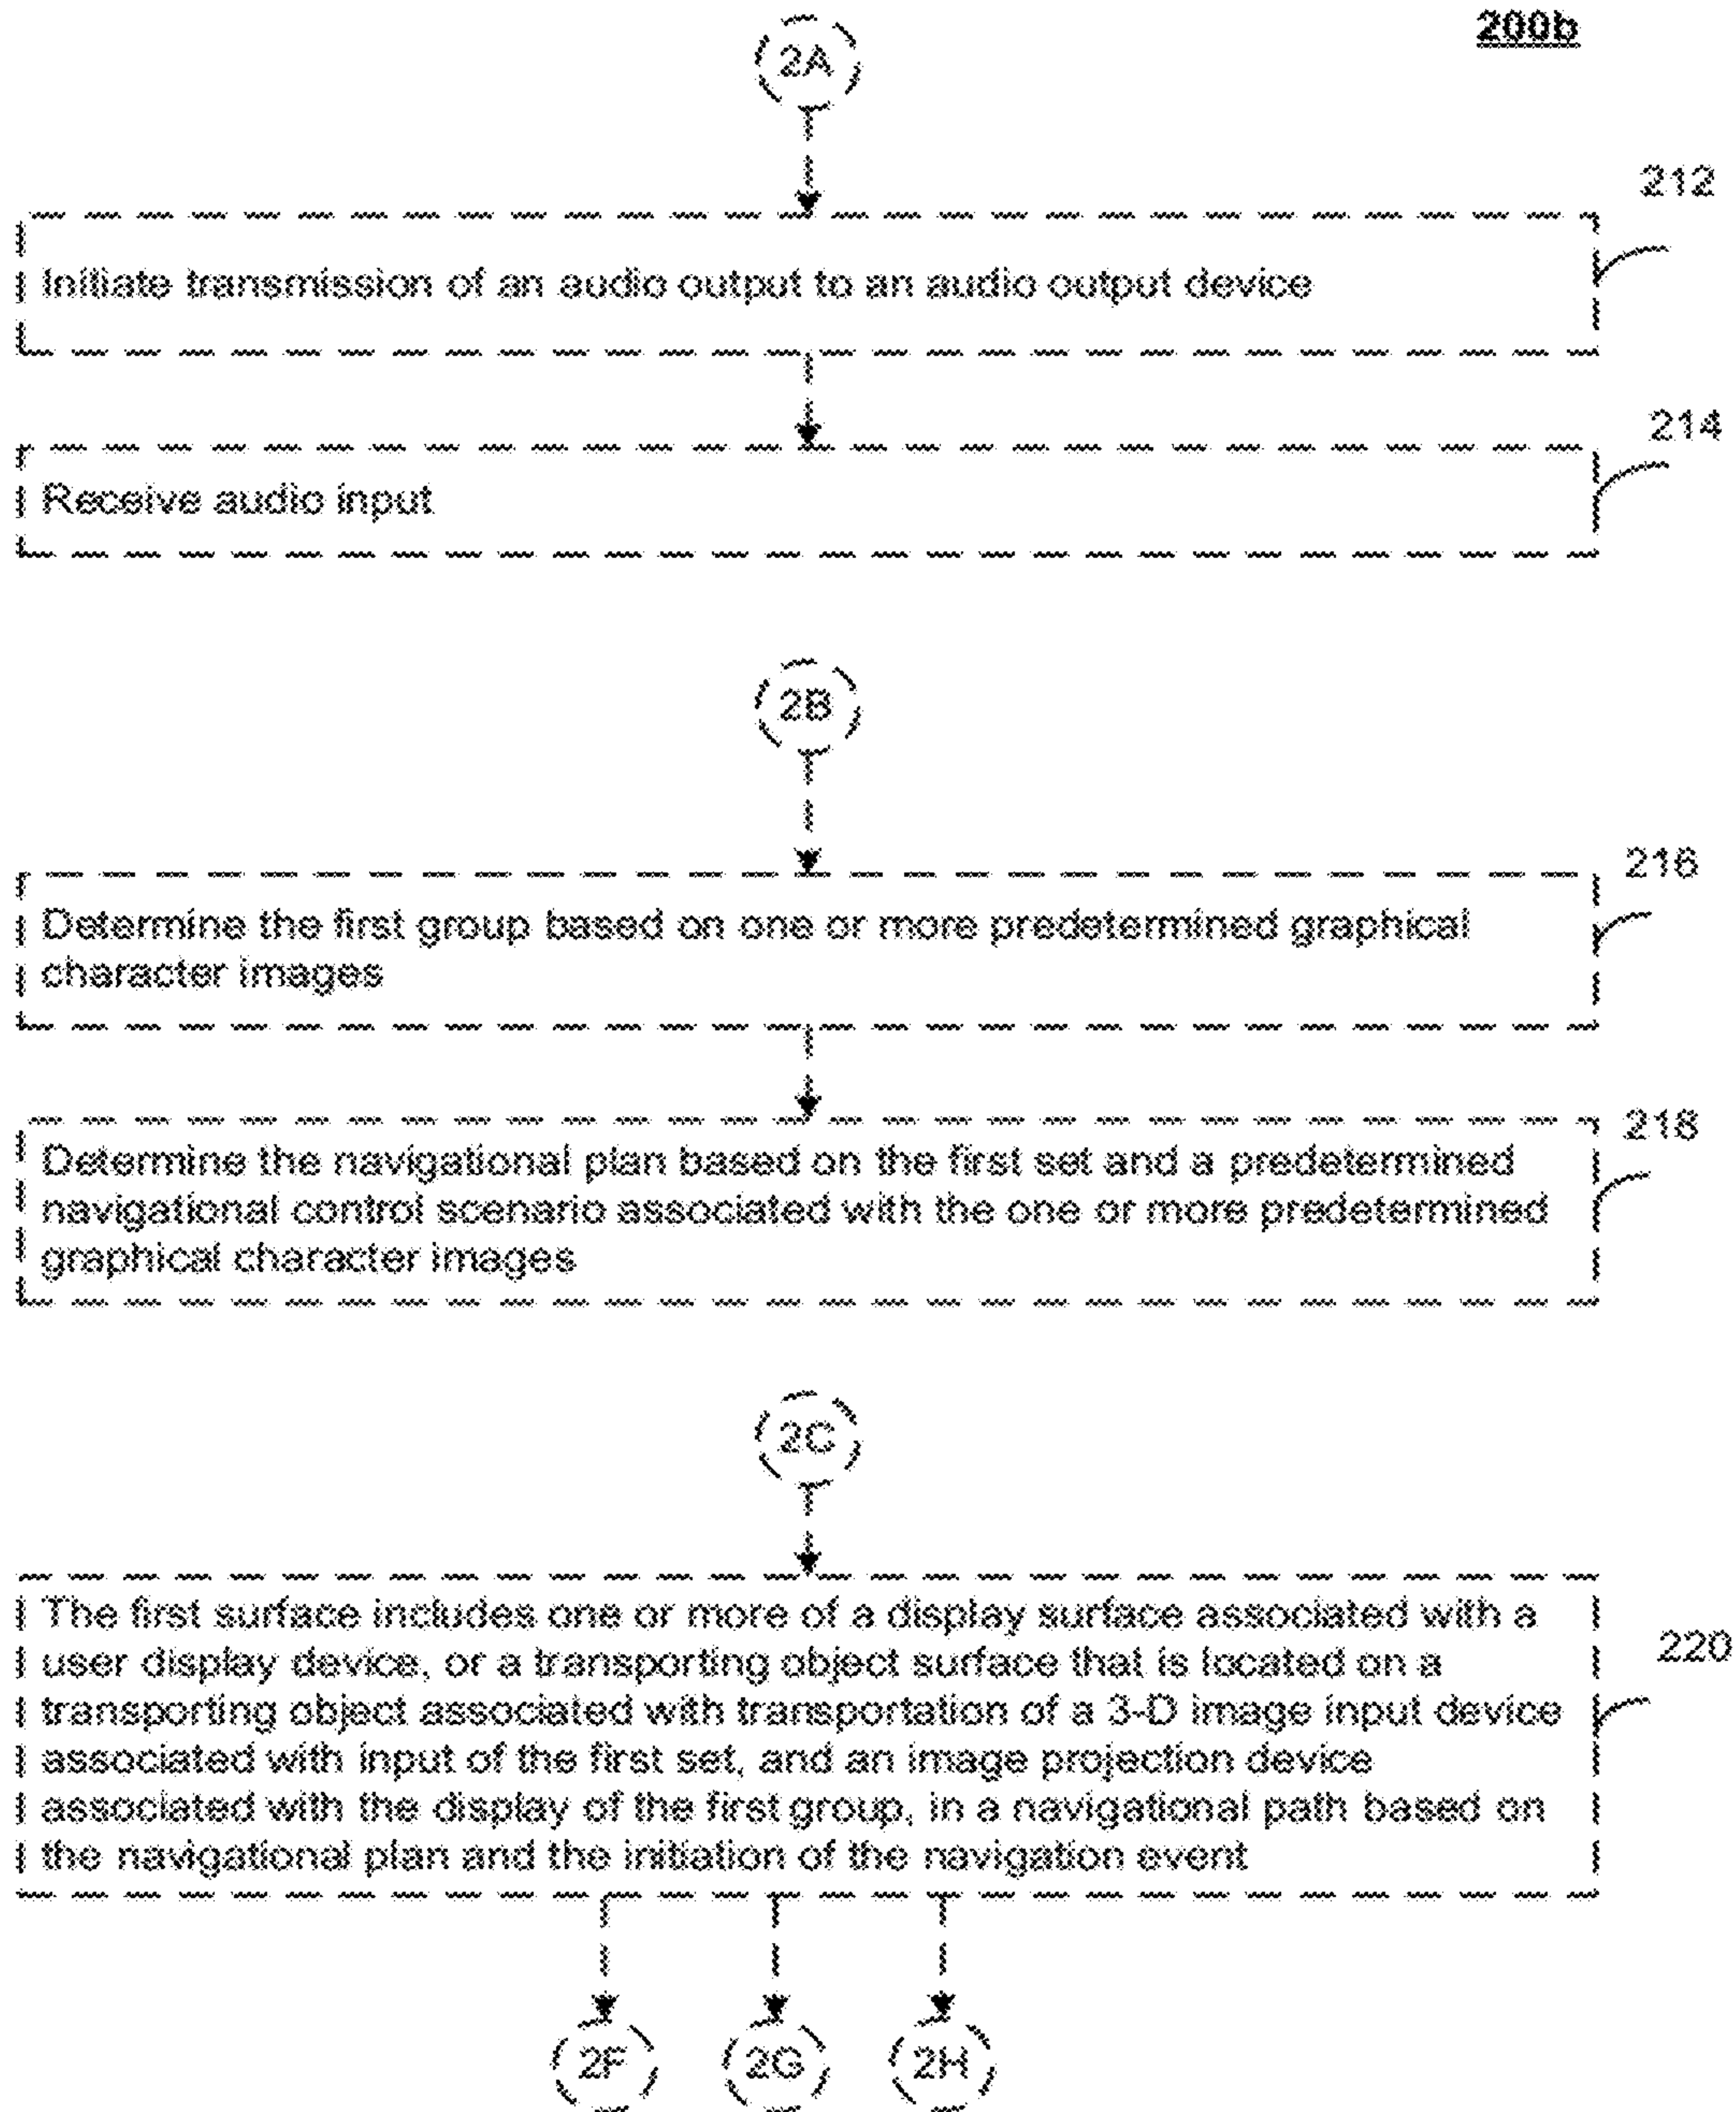 200b
2A
212
Initiate transmission of an audio output to an audio output device
214
Receive audio input
2B
216
Determine the first group based on one or more predetermined graphical
character images
218
Determine the navigational plan based on the first set and a predetermined
navigational control scenario associated with the one or more predetermined
graphical character images
2C
The first surface includes one or more of a display surface associated with a
user display device, or a transporting object surface that is located on a
220
transporting object associated with transportation of a 3-D image input device
associated with input of the first set, and an image projection device
associated with the display of the first group, in a navigational path based on
the navigational plan and the initiation of the navigation event
2F
2G
2H